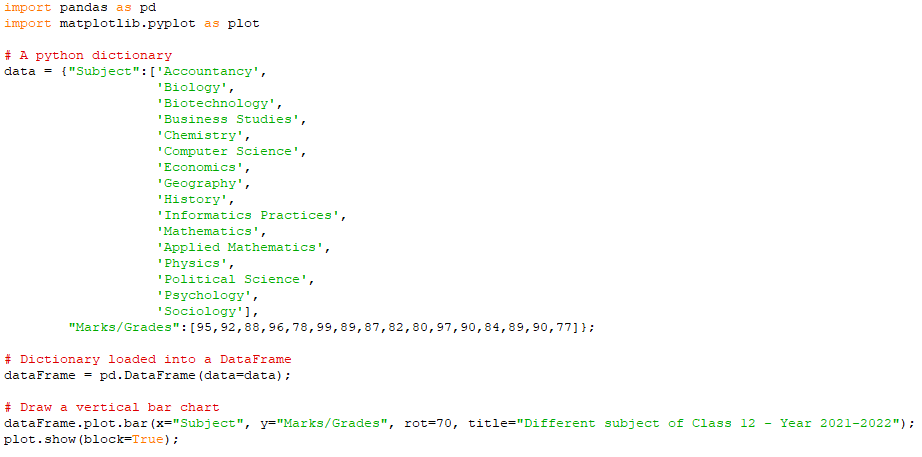 import pandas as pd
import matplotlib.pyplot as plot
# A python dictionary
data = {"Subject":['Accountancy',
'Biology',
'Biotechnology',
'Business Studies',
'Chemistry',
'Computer Science',
'Economics',
'Geography',
'History',
'Informatics Practices',
'Mathematics',
'Applied Mathematics',
'Physics',
'Political Science',
'Psychology',
'Sociology'],
"Marks/Grades":[95,92,88,96,78,99,89,87,82,80,97,90,84,89,90,77]};
# Dictionary loaded into a DataFrame
dataFrame = pd.DataFrame(data=data);
# Draw a vertical bar chart
dataFrame.plot.bar(x="Subject", y="Marks/Grades", rot=70, title="Different subject of Class 12 - Year 2021-2022");
plot.show(block=True);